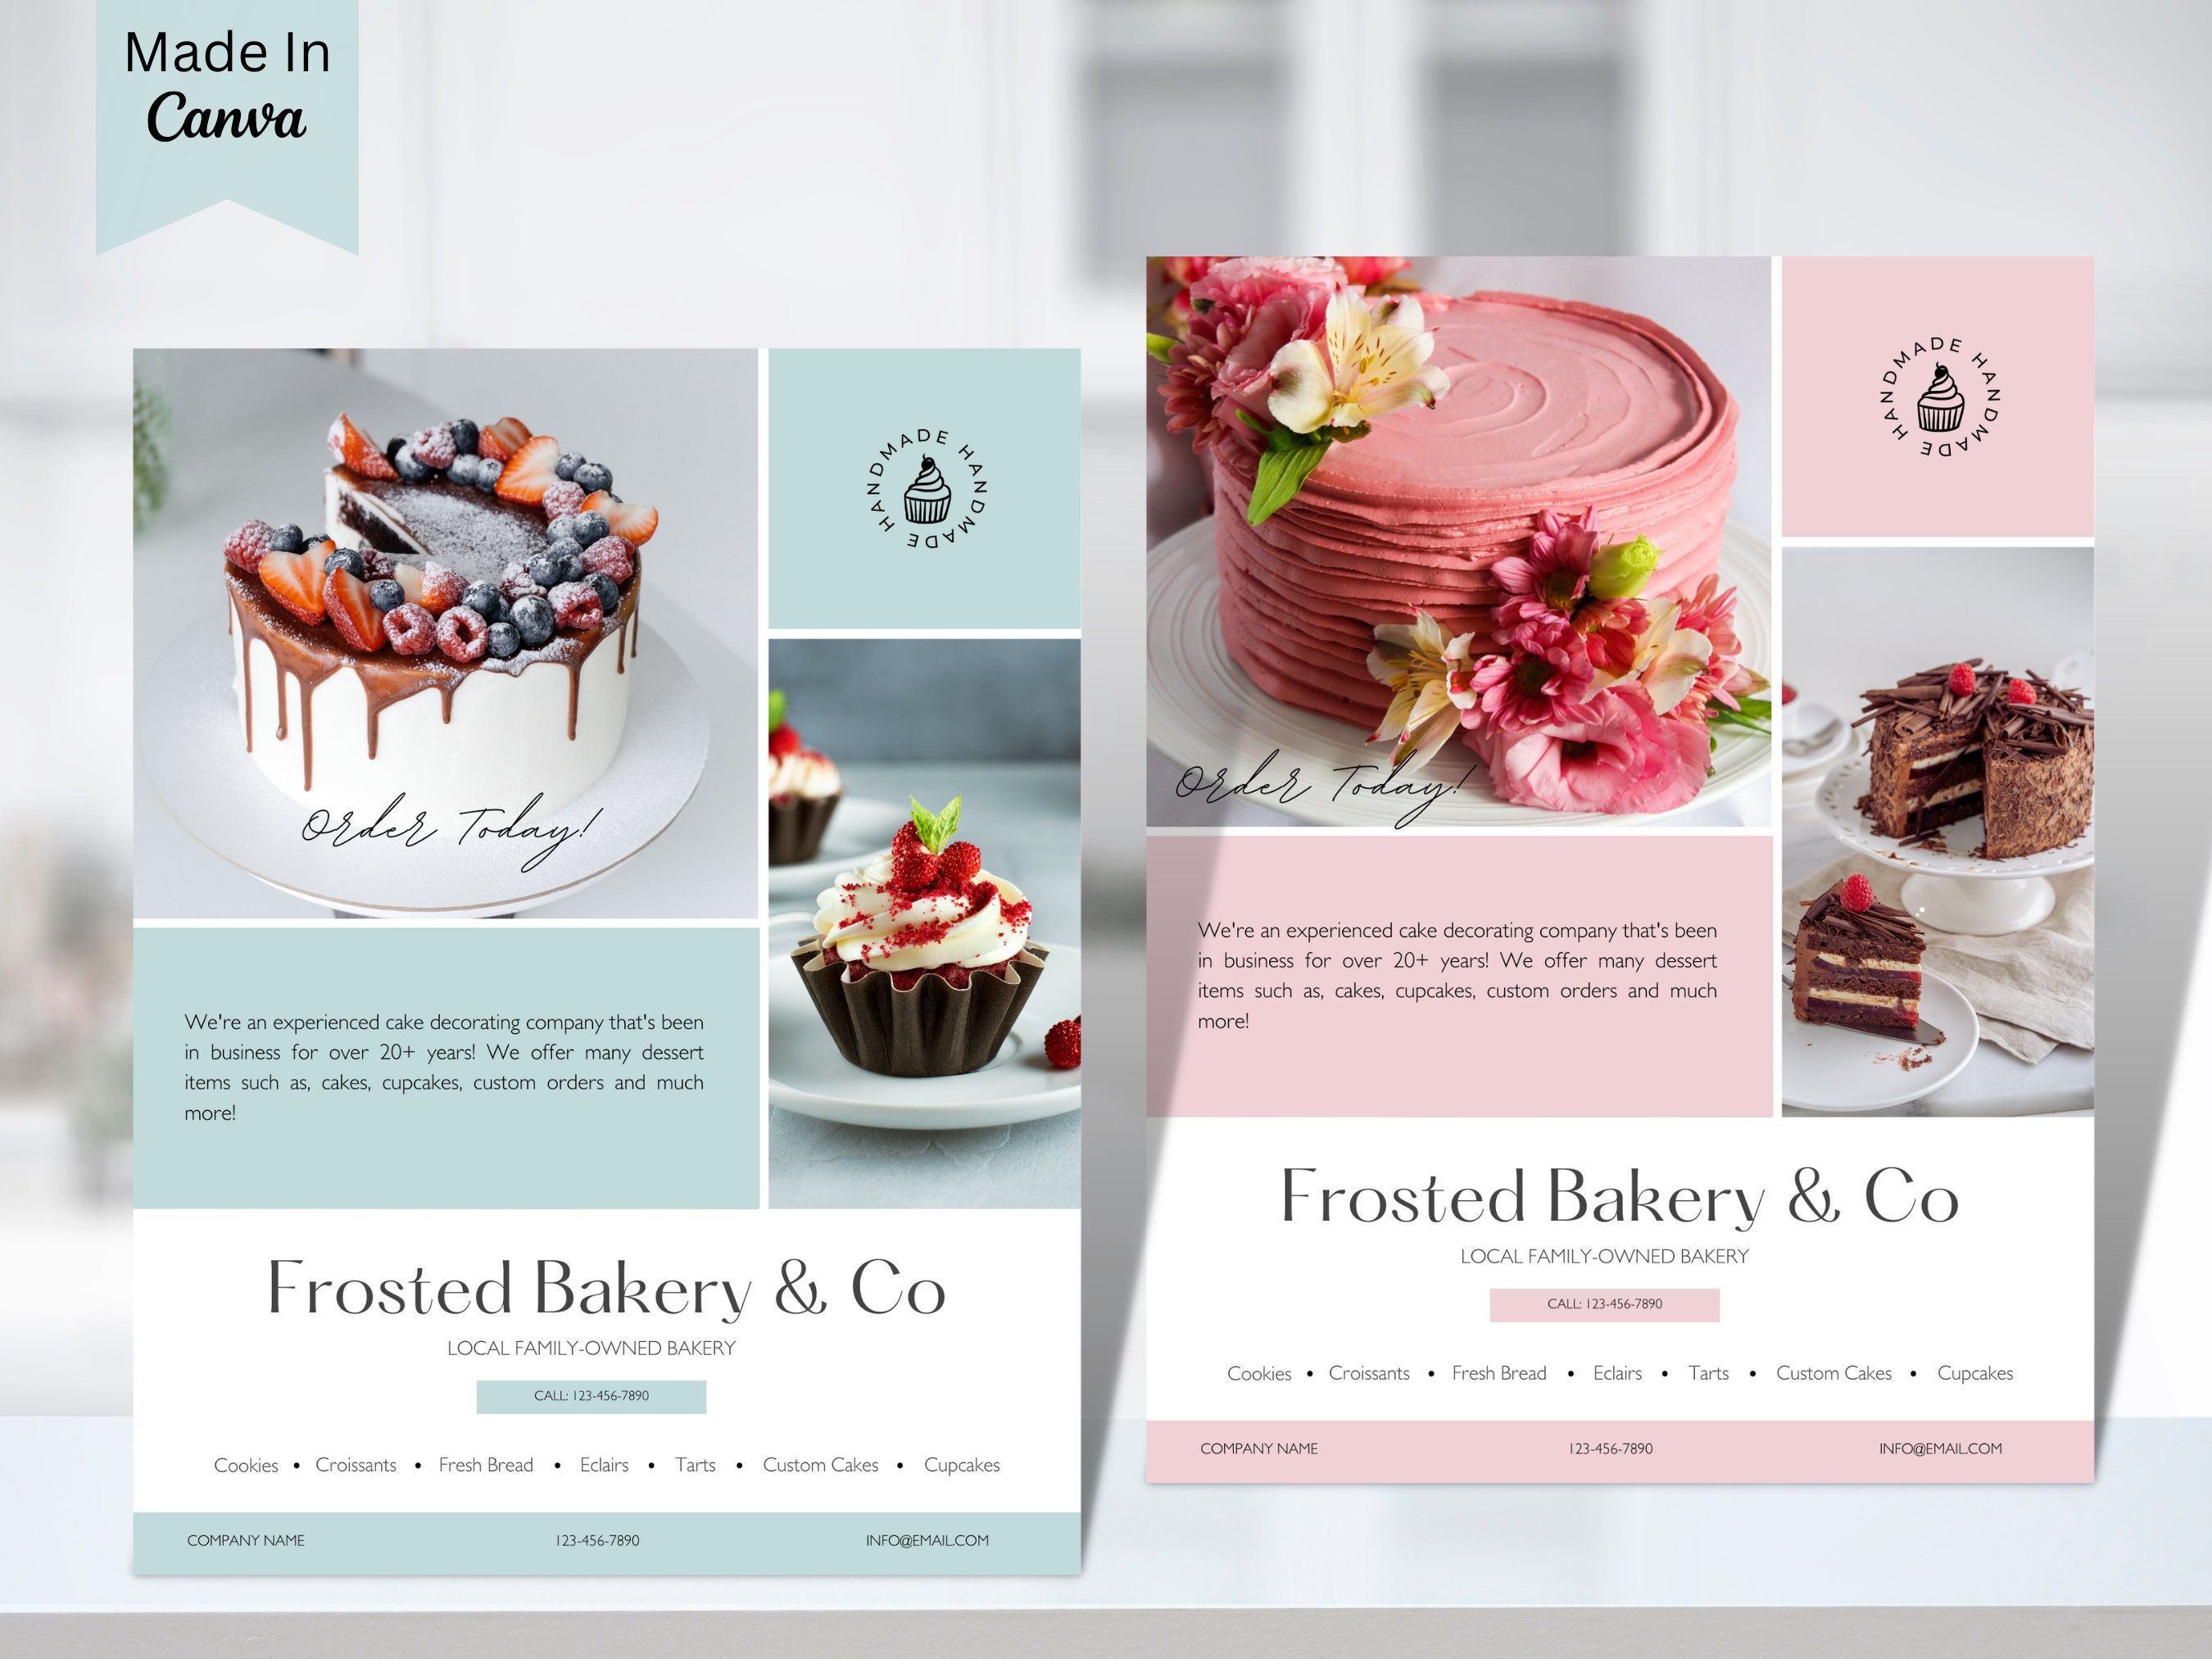 Made In
Canva
HANDMADE HANDMADE
Order Today!
We're an experienced cake decorating company that's been
in business for over 20+ years! We offer many dessert
items such as, cakes, cupcakes, custom orders and much
more!
Frosted Bakery & Co
LOCAL FAMILY-OWNED BAKERY
CALL: 123-456-7890
Cookies • Croissants • Fresh Bread • Eclairs • Tarts • Custom Cakes • Cupcakes
COMPANY NAME 123-456-7890 INFO@EMAIL.COM
HANDMADE HANDMADE
Order Today!
We're an experienced cake decorating company that's been
in business for over 20+ years! We offer many dessert
items such as, cakes, cupcakes, custom orders and much
more!
Frosted Bakery & Co
LOCAL FAMILY-OWNED BAKERY
CALL: 123-456-7890
Cookies • Croissants • Fresh Bread • Eclairs • Tarts • Custom Cakes • Cupcakes
COMPANY NAME 123-456-7890 INFO@EMAIL.COM